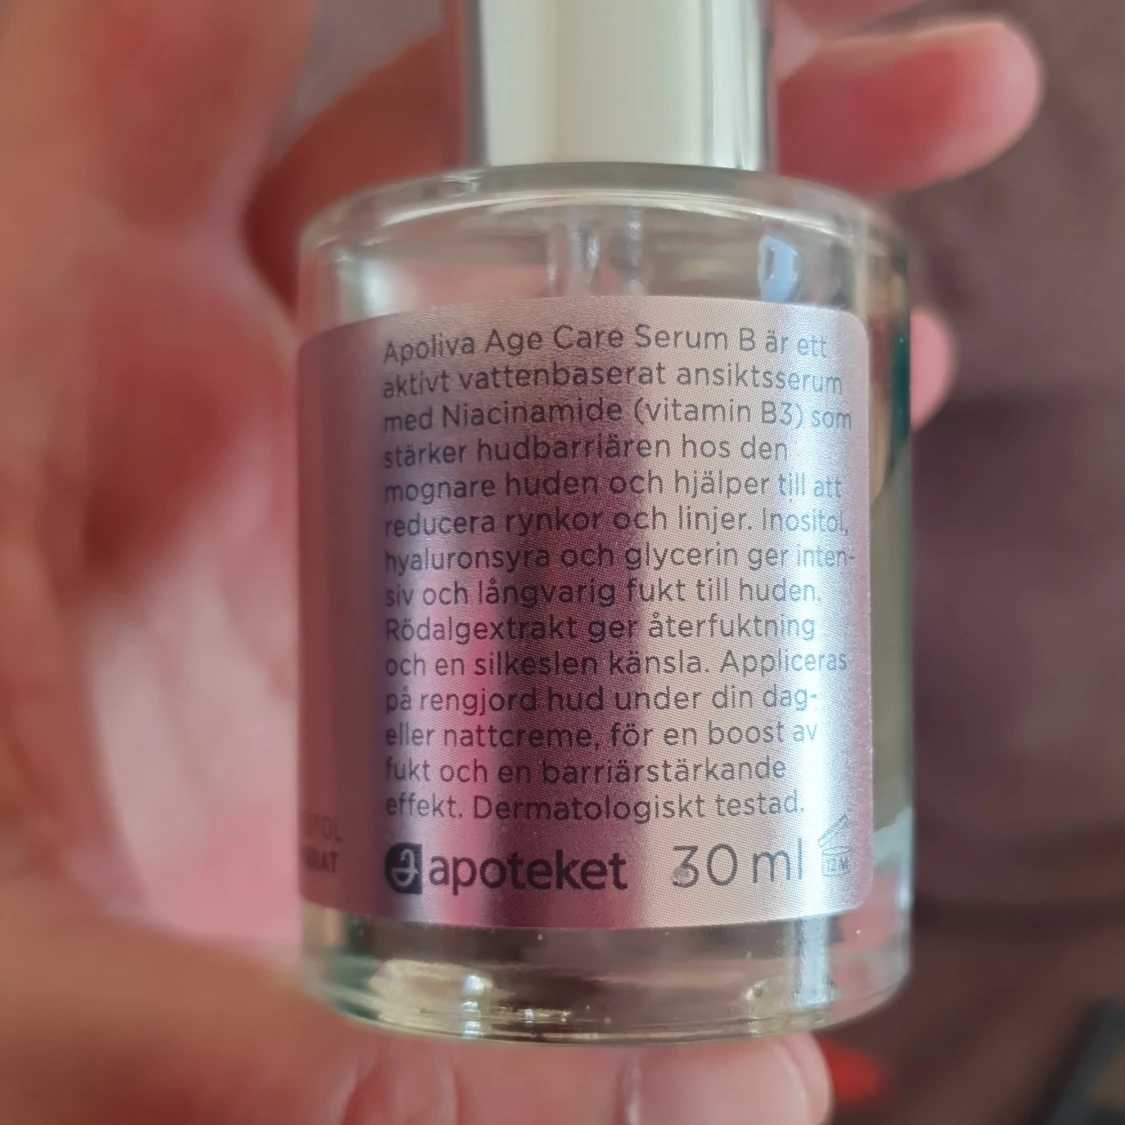 Apoliva Age Care Serum B är ett
aktivt vattenbaserat ansiktsserum
med Niacinamide (vitamin B3) som
stärker hudbarriären hos den
mognare huden och hjälper till att
reducera rynkor och linjer. Inositol,
hyaluronsyra och glycerin ger inten-
siv och långvarig fukt till huden.
Rödalgextrakt ger återfuktning
och en silkeslen känsla. Appliceras
på rengjord hud under din dag-
eller nattcreme, för en boost av
fukt och en barriärstärkande
effekt. Dermatologiskt testad.
apoteket 30 ml 12 M